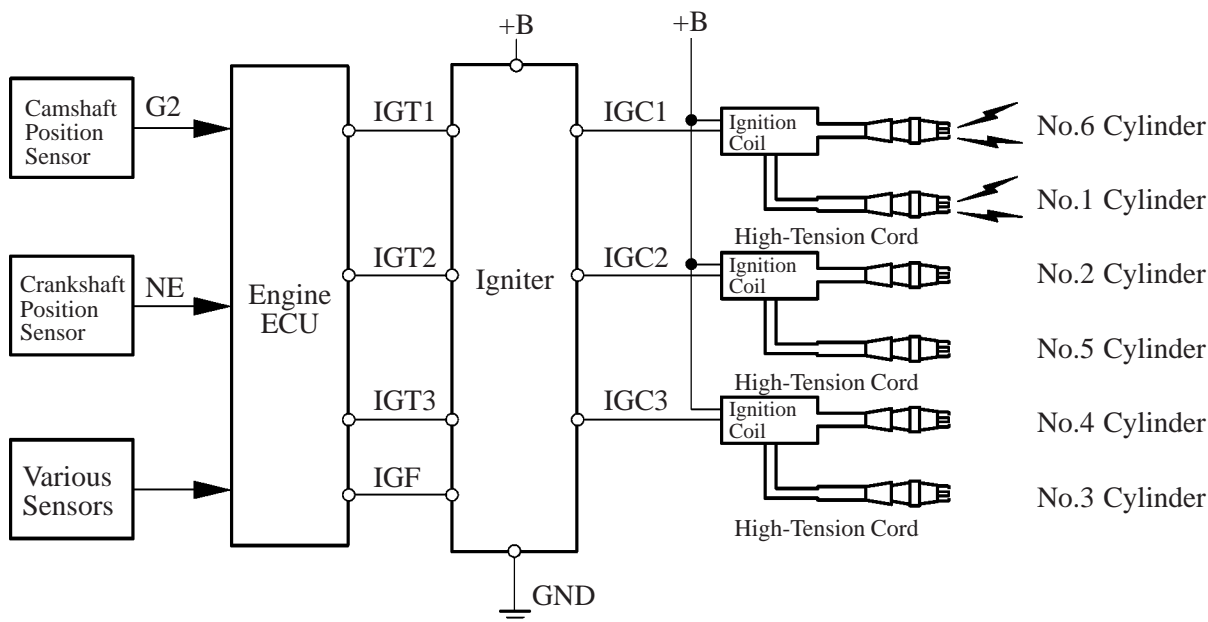 +B
+B
Camshaft
Position
Sensor
G2
IGT1
IGC1
Ignition
Coil
No.6 Cylinder
No.1 Cylinder
High-Tension Cord
Crankshaft
Position
Sensor
NE
Engine
ECU
IGT2
Igniter
IGC2
Ignition
Coil
No.2 Cylinder
No.5 Cylinder
High-Tension Cord
Various
Sensors
IGT3
IGF
IGC3
Ignition
Coil
No.4 Cylinder
No.3 Cylinder
High-Tension Cord
GND